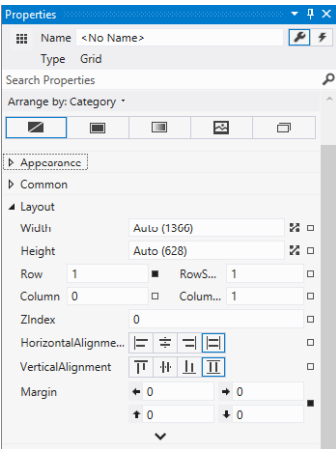 Properties
Name <No Name>
Type Grid
Search Properties
Arrange by: Category
Appearance
Common
Layout
Width Auto (1366)
Height Auto (628)
Row 1 RowS... 1
Column 0 Colum... 1
ZIndex 0
HorizontalAlignme...
VerticalAlignment
Margin 0 0
0 0